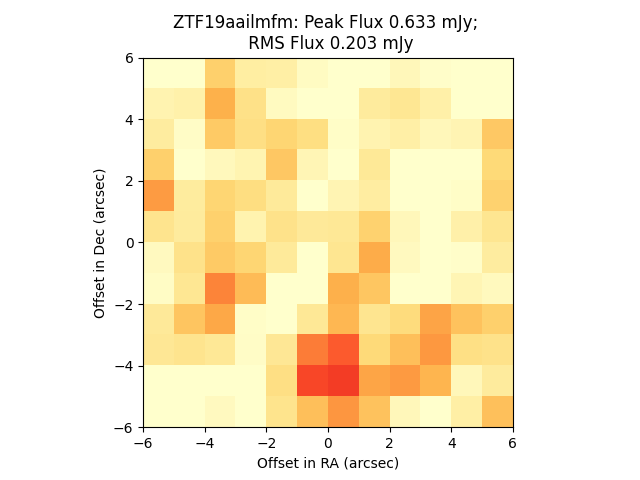 ZTF19aailmfm: Peak Flux 0.633 mJy;
RMS Flux 0.203 mJy
6
4
2
0
−2
−4
−6
Offset in Dec (arcsec)
−6 −4 −2 0 2 4 6
Offset in RA (arcsec)